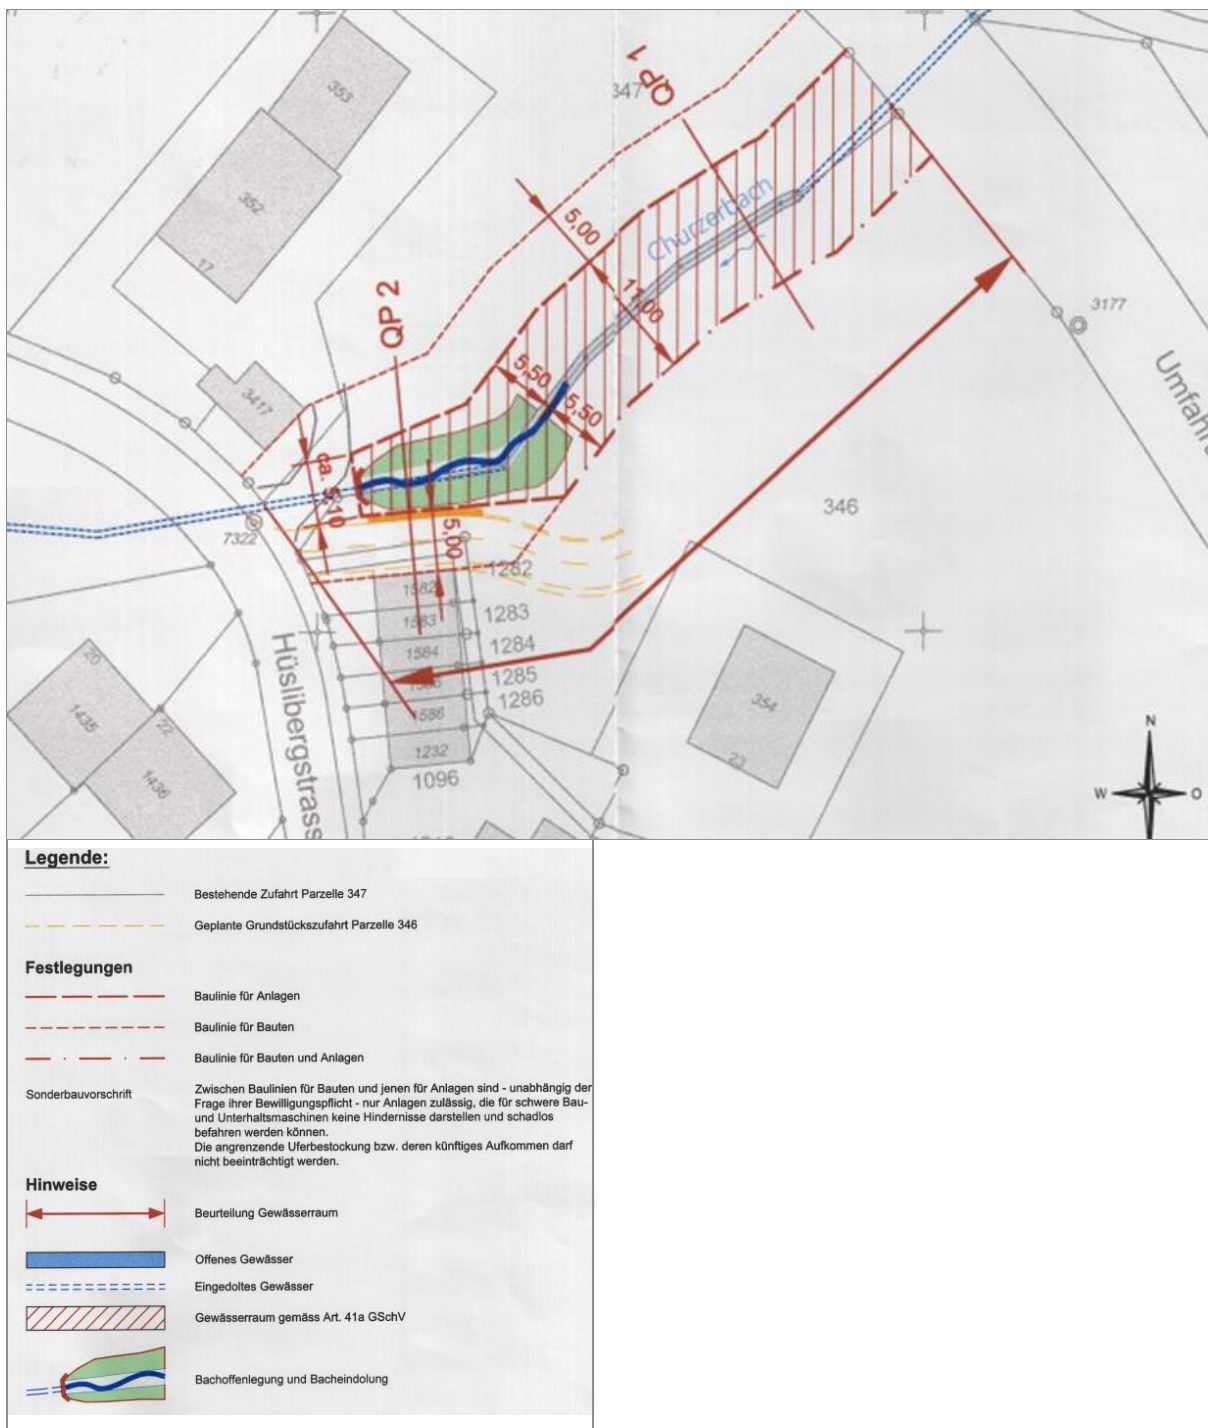 353
352
17
3417
QP 1
347
QP 2
5,00
11,00
Churzerbach
5,50
5,50
ca. 5,10
5,00
3177
346
7322
1582
1583
1584
1586
1232
1282
1283
1284
1285
1286
1096
Hüslibergstrass
20
1435
22
1436
354
23
N
W
O
Legende:
Bestehende Zufahrt Parzelle 347
Geplante Grundstückszufahrt Parzelle 346
Festlegungen
Baulinie für Anlagen
Baulinie für Bauten
Baulinie für Bauten und Anlagen
Sonderbauvorschrift
Zwischen Baulinien für Bauten und jenen für Anlagen sind - unabhängig der
Frage ihrer Bewilligungspflicht - nur Anlagen zulässig, die für schwere Bau-
und Unterhaltsmaschinen keine Hindernisse darstellen und schadlos
befahren werden können.
Die angrenzende Uferbestockung bzw. deren künftiges Aufkommen darf
nicht beeinträchtigt werden.
Hinweise
Beurteilung Gewässerraum
Offenes Gewässer
Eingedoltes Gewässer
Gewässerraum gemäss Art. 41a GSchV
Bachoffenlegung und Bacheindolung